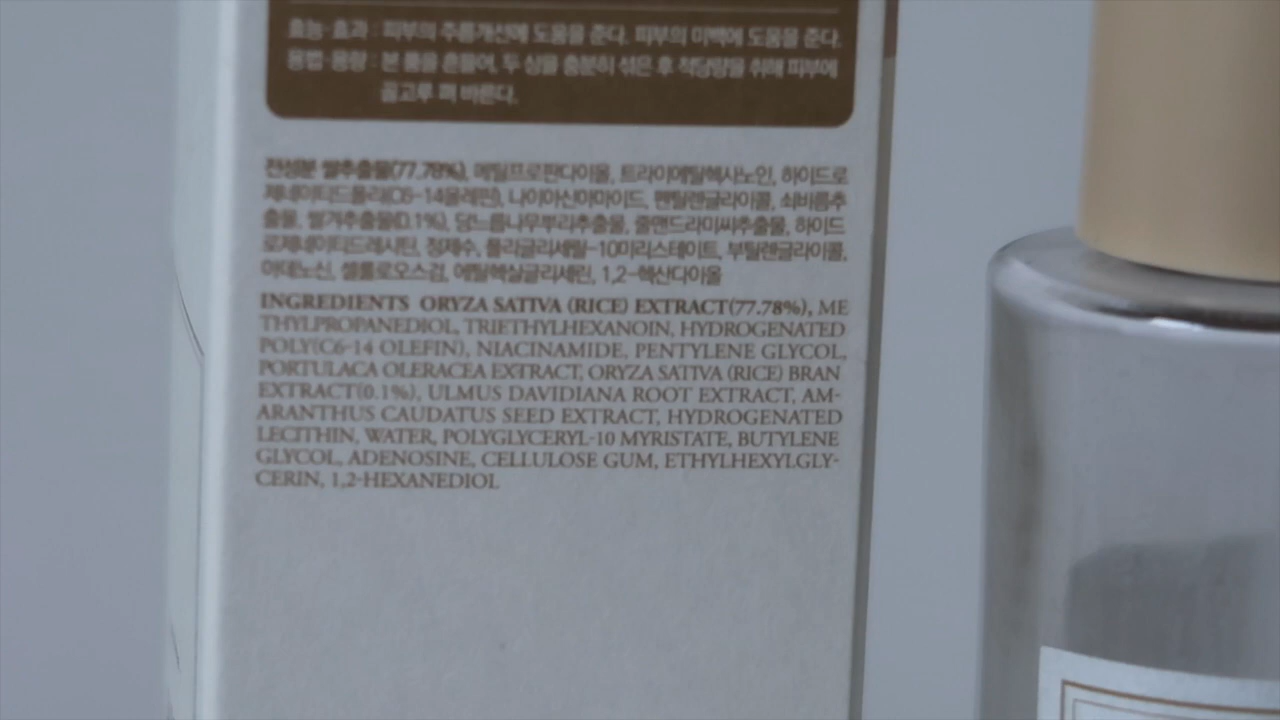 효능·효과 : 피부의 주름개선에 도움을 준다. 피부의 미백에 도움을 준다.
용법·용량 : 본 품을 흔들어, 두 상을 충분히 섞은 후 적당량을 취해 피부에
골고루 펴 바른다.
전성분 쌀추출물(77.78%), 메틸프로판다이올, 트라이에틸헥사노인, 하이드로
제네이티드폴리(C6-14올레핀), 나이아신아마이드, 펜틸렌글라이콜, 쇠비름추
출물, 쌀겨추출물(0.1%), 당느릅나무뿌리추출물, 줄맨드라미씨추출물, 하이드
로제네이티드레시틴, 정제수, 폴리글리세릴-10미리스테이트, 부틸렌글라이콜,
아데노신, 셀룰로오스검, 에틸헥실글리세린, 1,2-헥산다이올
INGREDIENTS ORYZA SATIVA (RICE) EXTRACT(77.78%), ME
THYLPROPANEDIOL, TRIETHYLHEXANOIN, HYDROGENATED
POLY(C6-14 OLEFIN), NIACINAMIDE, PENTYLENE GLYCOL,
PORTULACA OLERACEA EXTRACT, ORYZA SATIVA (RICE) BRAN
EXTRACT(0.1%), ULMUS DAVIDIANA ROOT EXTRACT, AM-
ARANTHUS CAUDATUS SEED EXTRACT, HYDROGENATED
LECITHIN, WATER, POLYGLYCERYL-10 MYRISTATE, BUTYLENE
GLYCOL, ADENOSINE, CELLULOSE GUM, ETHYLHEXYLGLY-
CERIN, 1,2-HEXANEDIOL